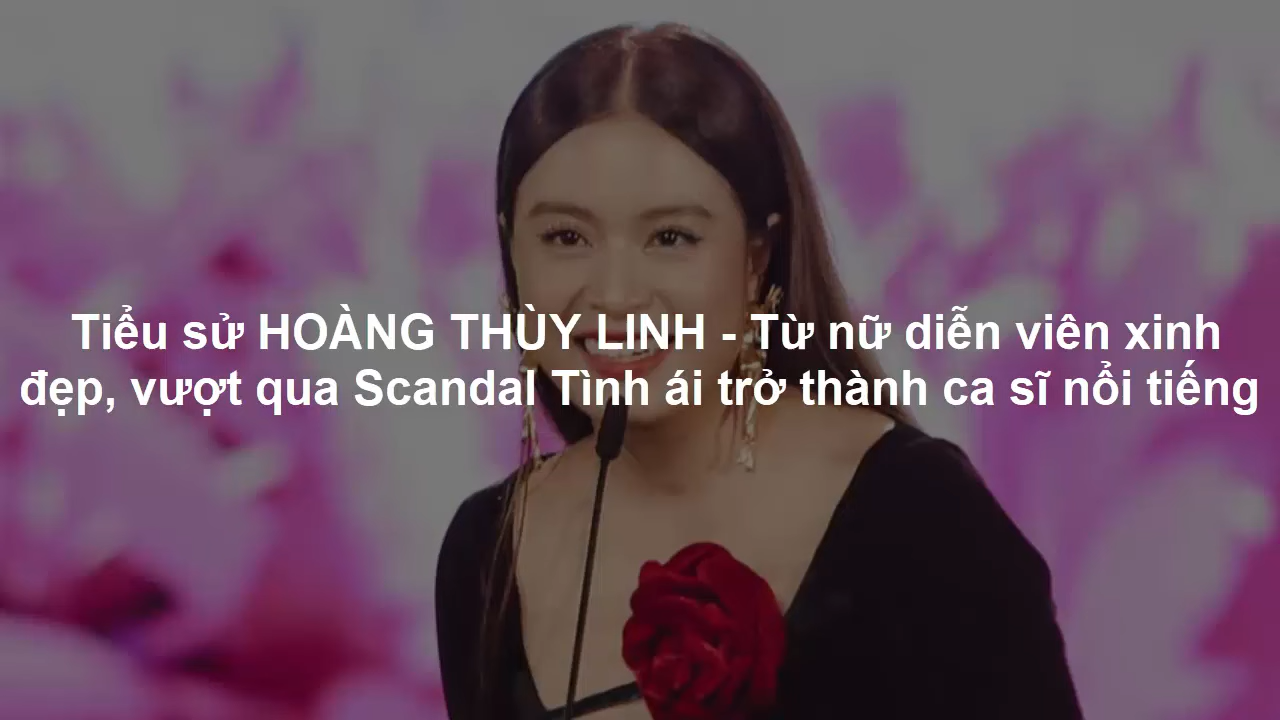 Tiểu sử HOÀNG THÙY LINH - Từ nữ diễn viên xinh
đẹp, vượt qua Scandal Tình ái trở thành ca sĩ nổi tiếng